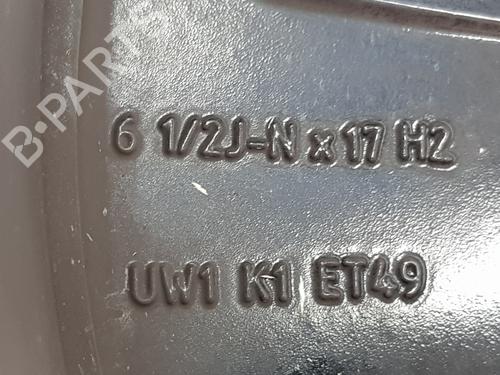 B-PARTS
6 1/2J-N x 17 H2
UW1 K1 ET49